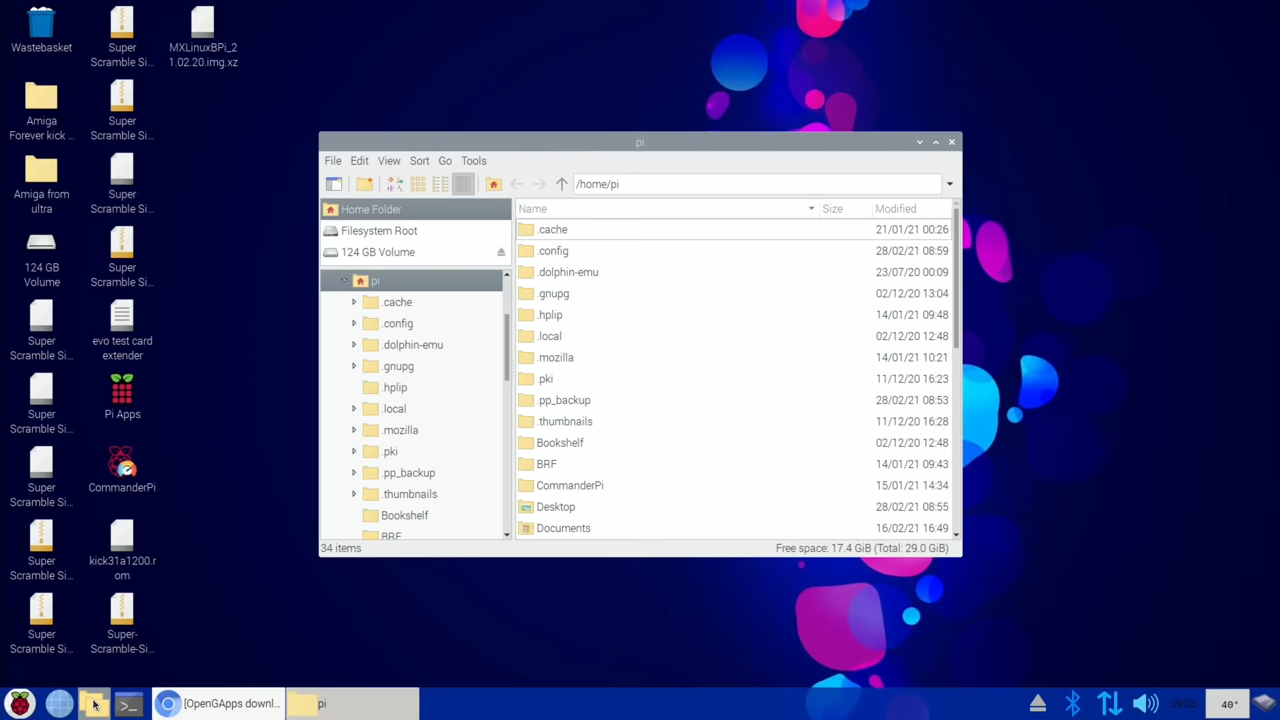 Wastebasket
Super
Scramble Si...
MXLinuxBPi_2
1.02.20.img.xz
Amiga
Forever kick ...
Super
Scramble Si...
Amiga from
ultra
Super
Scramble Si...
124 GB
Volume
Super
Scramble Si...
Super
Scramble Si...
evo test card
extender
Super
Scramble Si...
Pi Apps
Super
Scramble Si...
CommanderPi
Super
Scramble Si...
kick31a1200.r
om
Super
Scramble Si...
Super-
Scramble-Si...
pi
File Edit View Sort Go Tools
/home/pi
Home Folder
Filesystem Root
124 GB Volume
pi
.cache
.config
.dolphin-emu
.gnupg
.hplip
.local
.mozilla
.pki
.pp_backup
.thumbnails
Bookshelf
BRF
Name Size Modified
.cache 21/01/21 00:26
.config 28/02/21 08:59
.dolphin-emu 23/07/20 00:09
.gnupg 02/12/20 13:04
.hplip 14/01/21 09:48
.local 02/12/20 12:48
.mozilla 14/01/21 10:21
.pki 11/12/20 16:23
.pp_backup 28/02/21 08:53
.thumbnails 11/12/20 16:28
Bookshelf 02/12/20 12:48
BRF 14/01/21 09:43
CommanderPi 15/01/21 14:34
Desktop 28/02/21 08:55
Documents 16/02/21 16:49
34 items Free space: 17.4 GiB (Total: 29.0 GiB)
[OpenGApps downl... pi 09:05 40°